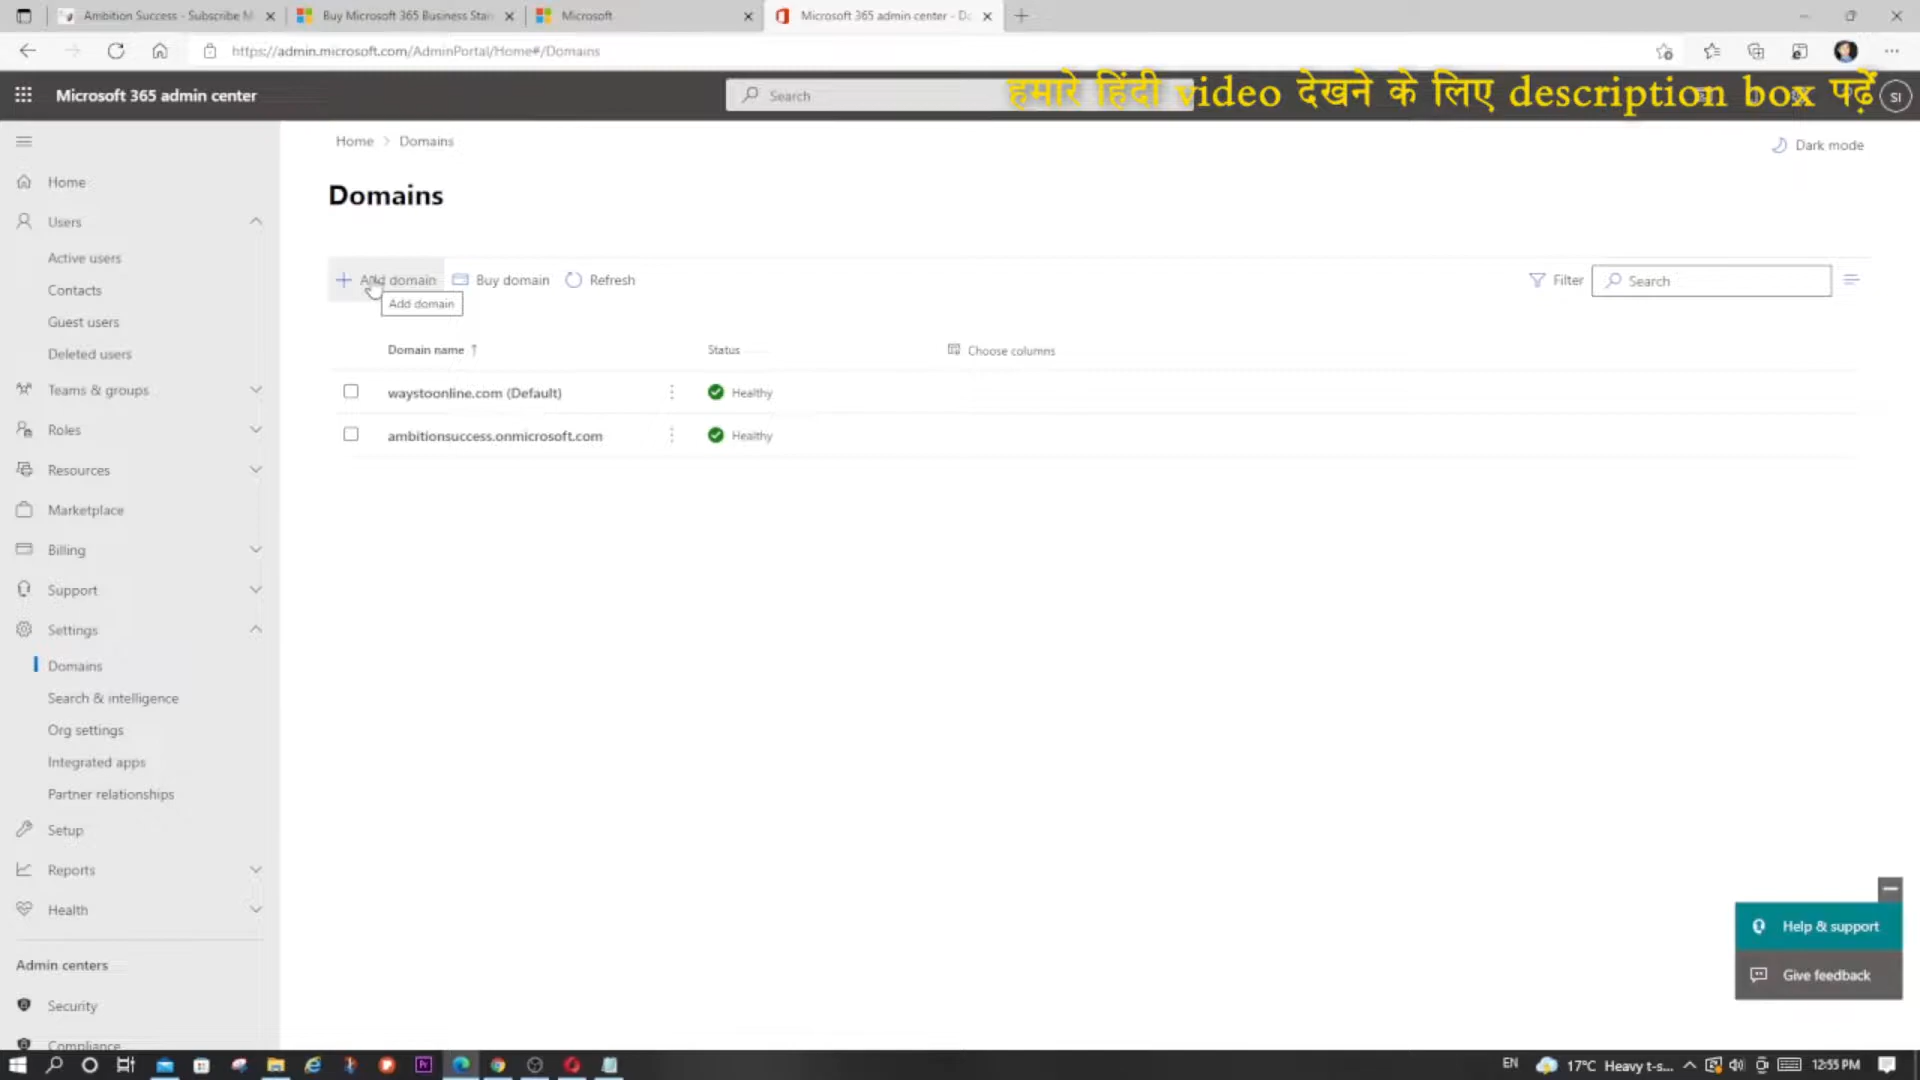 Ambition Success - Subscribe M
Buy Microsoft 365 Business Stan
Microsoft
Microsoft 365 admin center - Do
https://admin.microsoft.com/AdminPortal/Home#/Domains
Microsoft 365 admin center
Search
हमारे हिंदी video देखने के लिए description box पढ़ें
SI
Home > Domains
Dark mode
Domains
Add domain
Buy domain
Refresh
Filter
Search
Add domain
Domain name ↑
Status
Choose columns
waystoonline.com (Default)
Healthy
ambitionsuccess.onmicrosoft.com
Healthy
Home
Users
Active users
Contacts
Guest users
Deleted users
Teams & groups
Roles
Resources
Marketplace
Billing
Support
Settings
Domains
Search & intelligence
Org settings
Integrated apps
Partner relationships
Setup
Reports
Health
Admin centers
Security
Compliance
Help & support
Give feedback
EN
17°C Heavy t-s...
12:55 PM